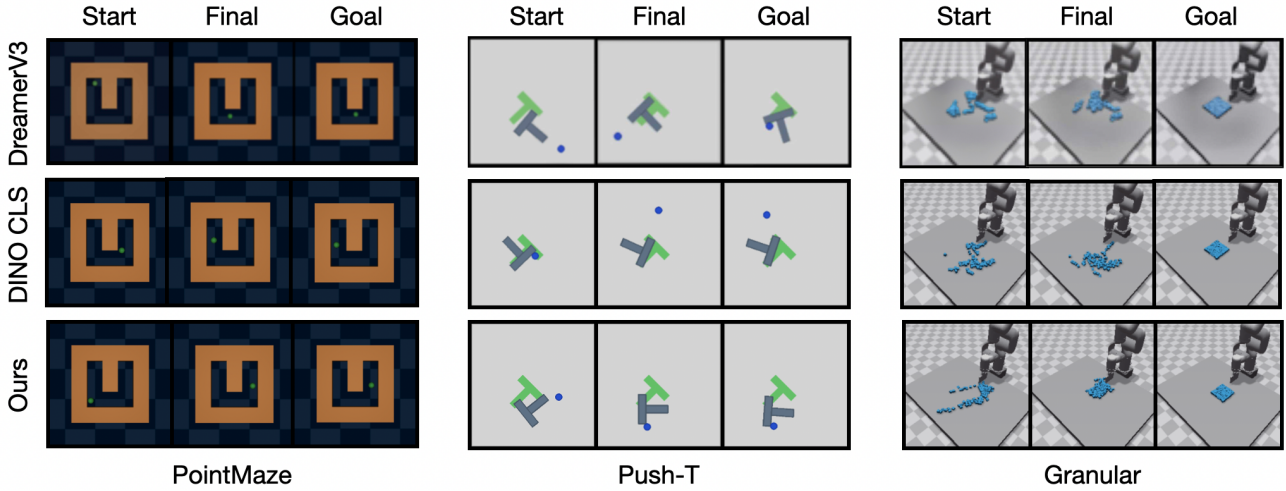 Start Final Goal Start Final Goal Start Final Goal
DreamerV3
DINO CLS
Ours
PointMaze Push-T Granular